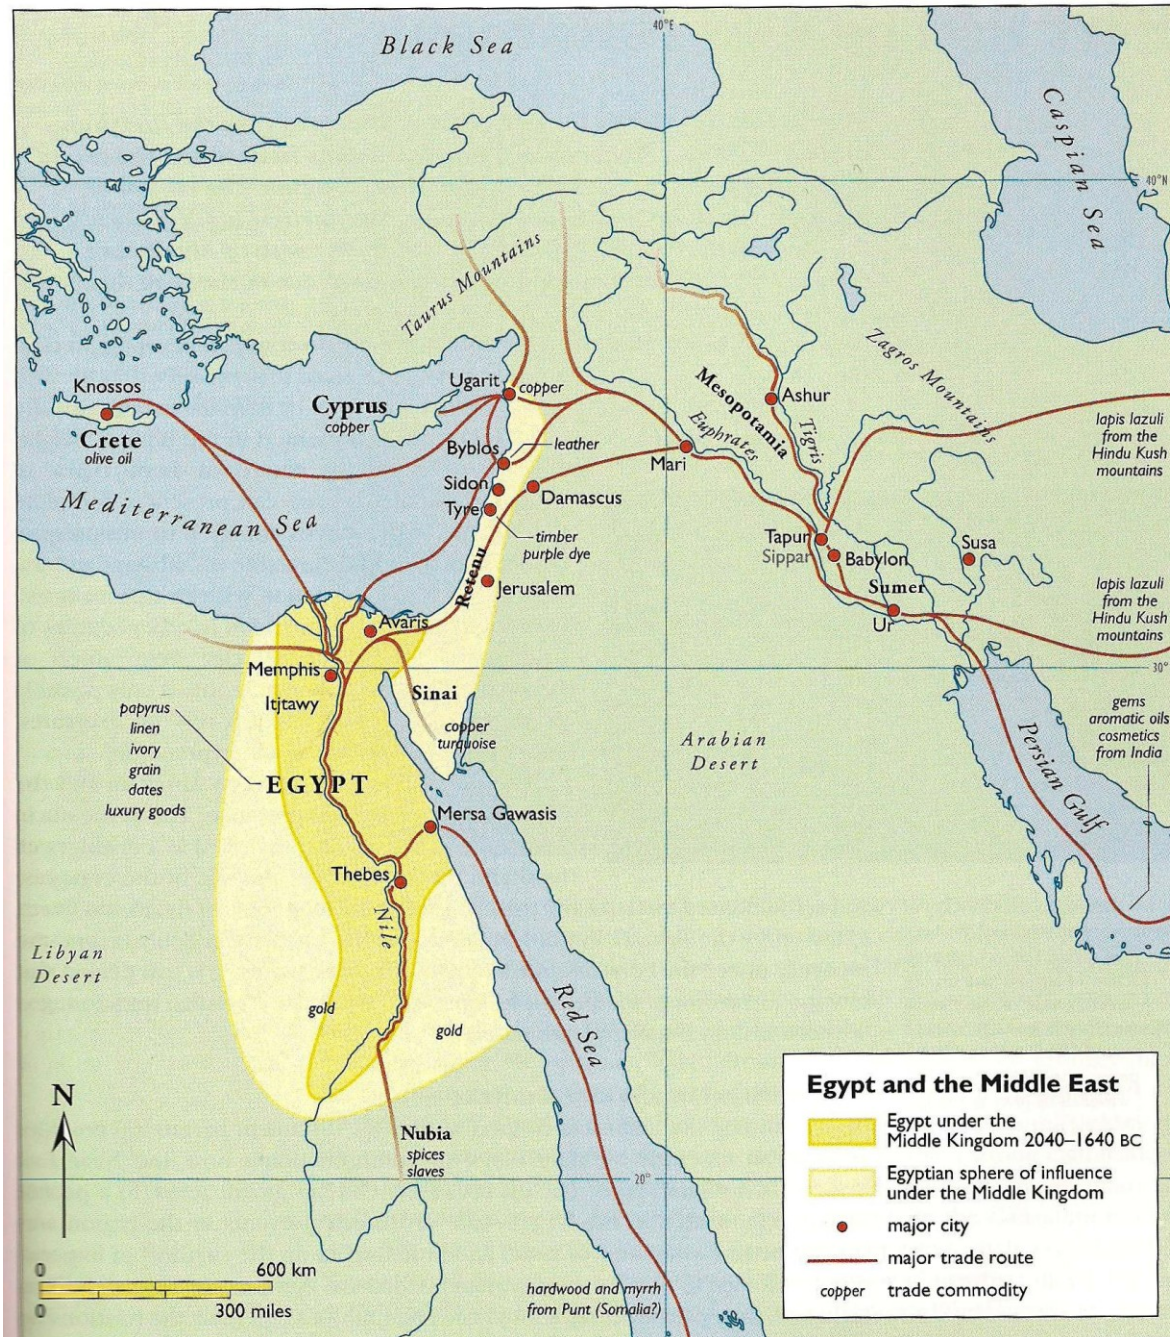 Black Sea
40°E
Caspian Sea
40°N
Taurus Mountains
Zagros Mountains
Knossos
Crete
olive oil
Cyprus
copper
Ugarit
copper
Byblos
leather
Sidon
Tyre
Damascus
timber
purple dye
Mediterranean Sea
Retenu
Jerusalem
Mesopotamia
Euphrates
Tigris
Ashur
Mari
Tapur
Sippar
Babylon
Sumer
Ur
Susa
lapis lazuli
from the
Hindu Kush
mountains
lapis lazuli
from the
Hindu Kush
mountains
30°
Avaris
Memphis
Itjtawy
Sinai
copper
turquoise
papyrus
linen
ivory
grain
dates
luxury goods
EGYPT
Arabian
Desert
gems
aromatic oils
cosmetics
from India
Persian Gulf
Mersa Gawasis
Thebes
Nile
Libyan
Desert
gold
gold
Red Sea
N
Nubia
spices
slaves
20°
hardwood and myrrh
from Punt (Somalia?)
0
600 km
0
300 miles
Egypt and the Middle East
Egypt under the
Middle Kingdom 2040–1640 BC
Egyptian sphere of influence
under the Middle Kingdom
major city
major trade route
copper trade commodity